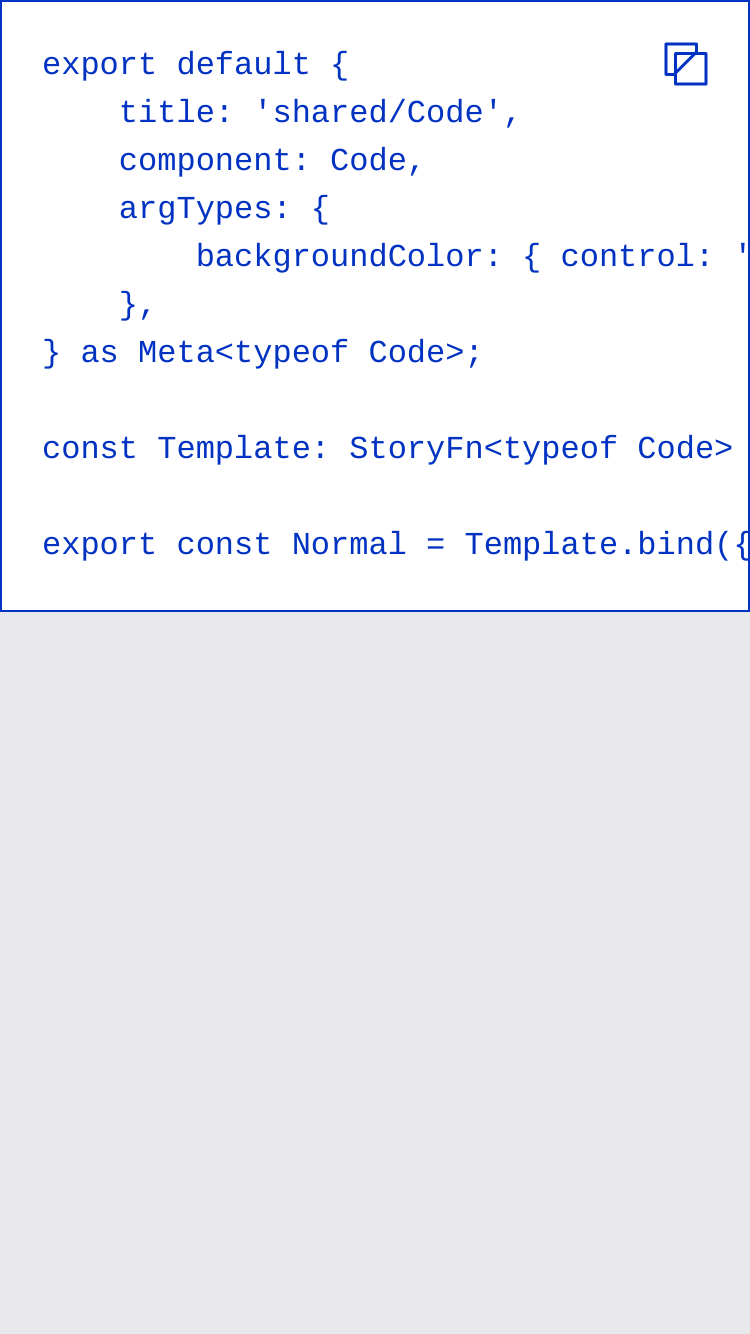 export default {
    title: 'shared/Code',
    component: Code,
    argTypes: {
        backgroundColor: { control: '
    },
} as Meta<typeof Code>;
const Template: StoryFn<typeof Code>
export const Normal = Template.bind({